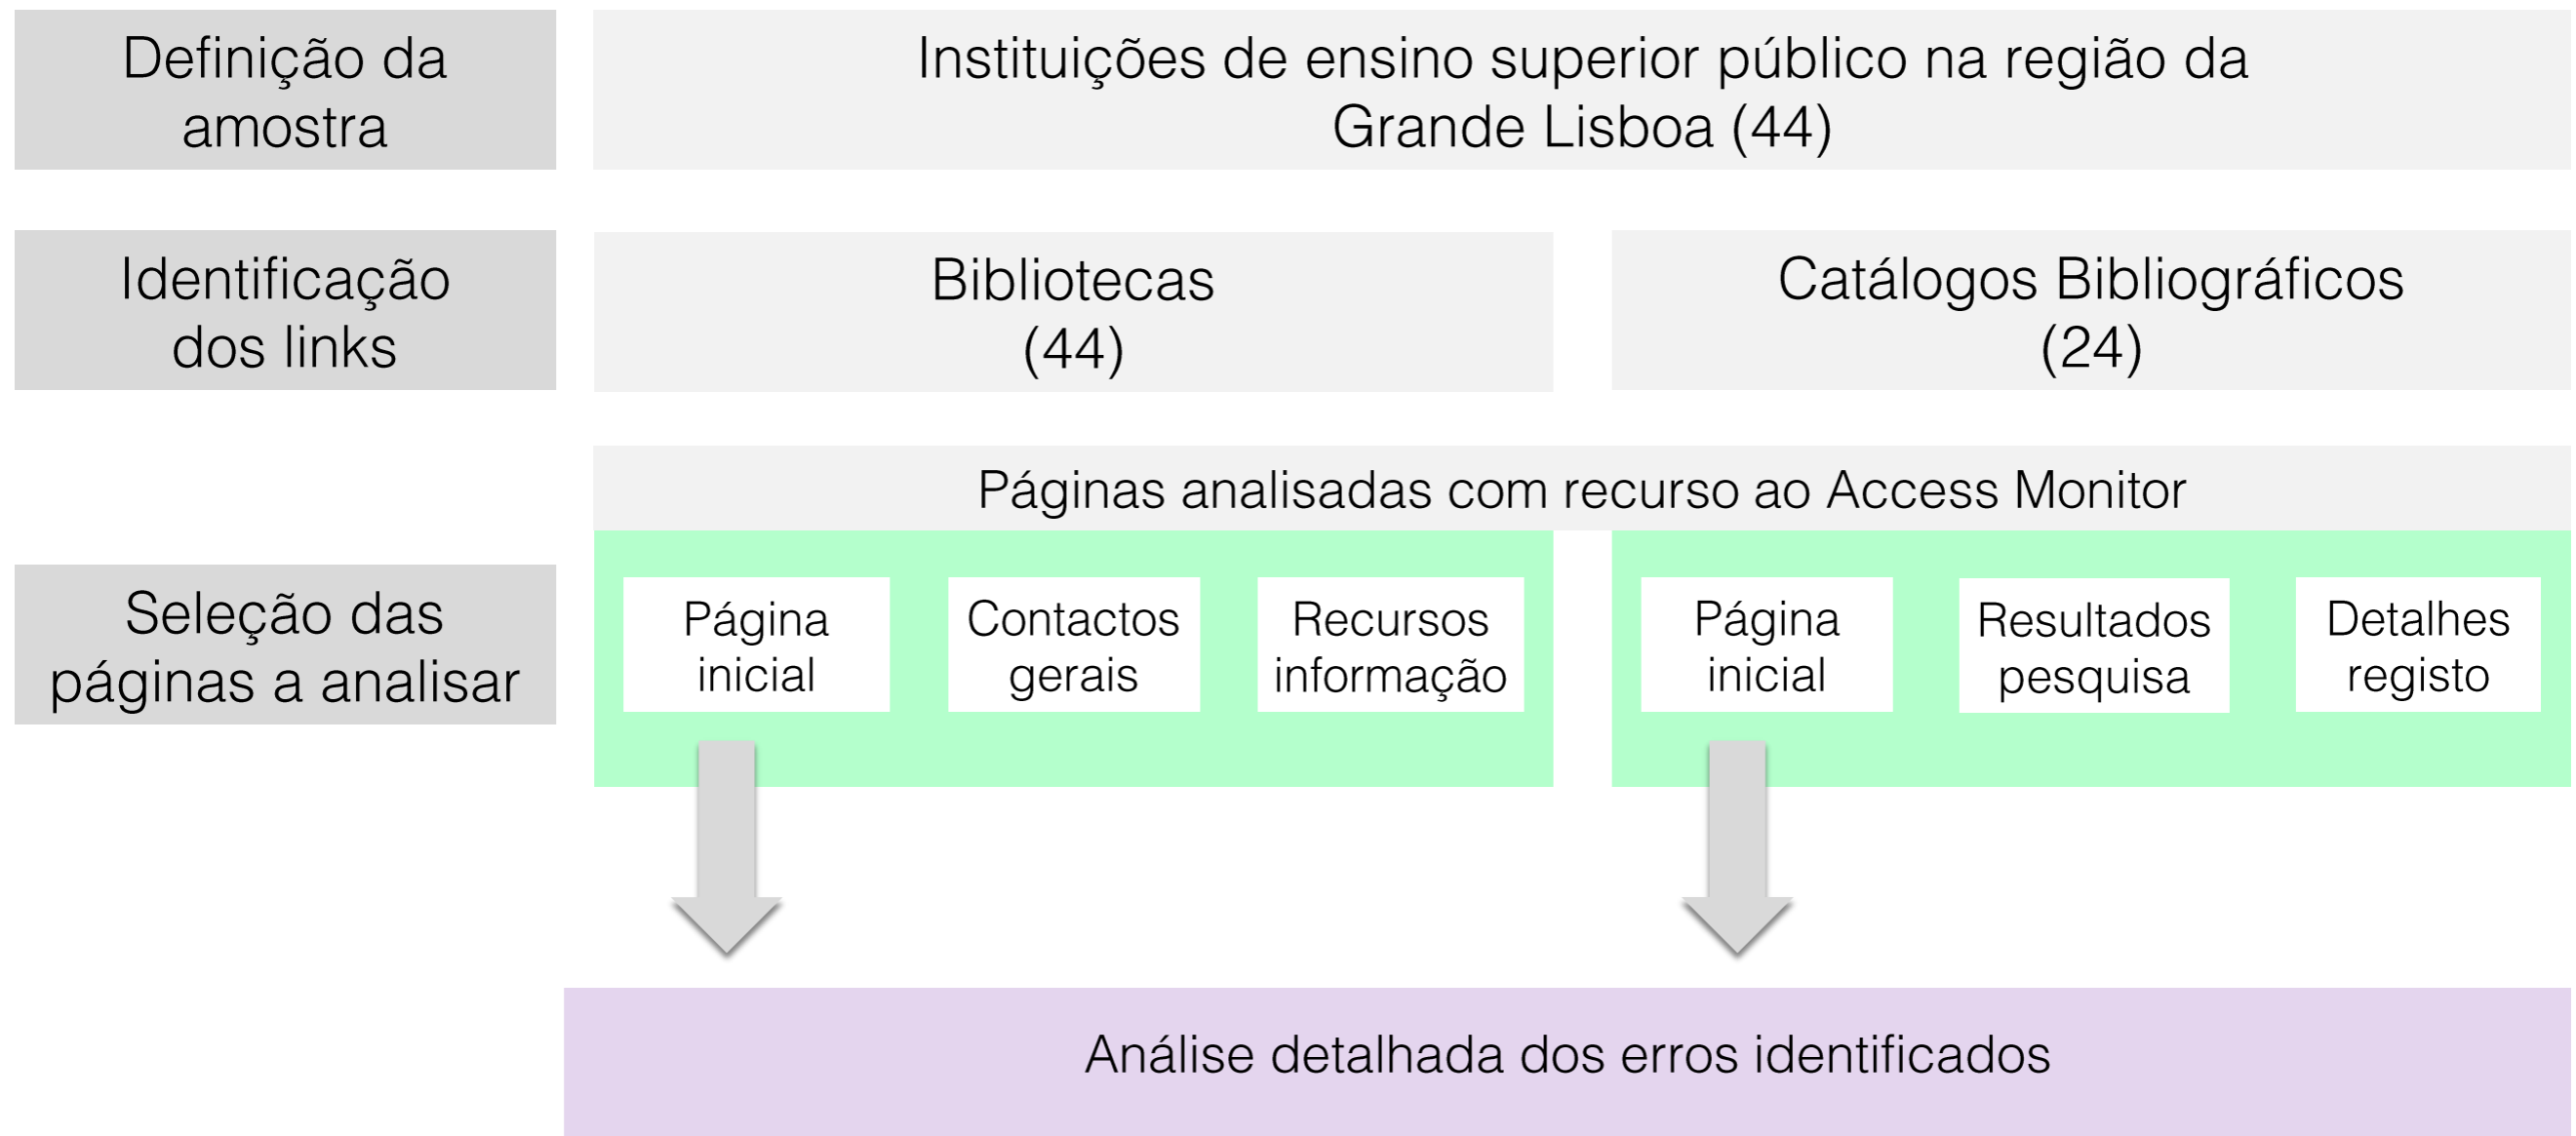 Definição da
amostra
Instituições de ensino superior público na região da
Grande Lisboa (44)
Identificação
dos links
Bibliotecas
(44)
Catálogos Bibliográficos
(24)
Páginas analisadas com recurso ao Access Monitor
Seleção das
páginas a analisar
Página
inicial
Contactos
gerais
Recursos
informação
Página
inicial
Resultados
pesquisa
Detalhes
registo
Análise detalhada dos erros identificados